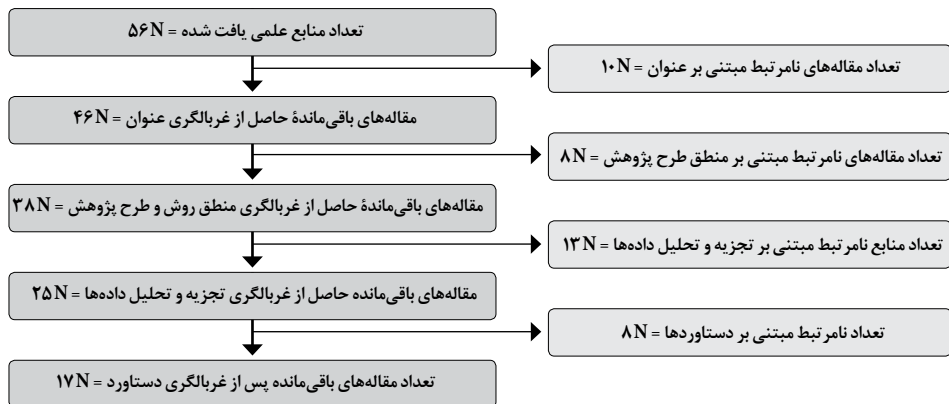 تعداد منابع علمی یافت شده = ۵۶N
تعداد مقاله‌های نامرتبط مبتنی بر عنوان = ۱۰N
مقاله‌های باقی‌ماندۀ حاصل از غربالگری عنوان = ۴۶N
تعداد مقاله‌های نامرتبط مبتنی بر منطق طرح پژوهش = ۸N
مقاله‌های باقی‌ماندۀ حاصل از غربالگری منطق روش و طرح پژوهش = ۳۸N
تعداد منابع نامرتبط مبتنی بر تجزیه و تحلیل داده‌ها = ۱۳N
مقاله‌های باقی‌مانده حاصل از غربالگری تجزیه و تحلیل داده‌ها = ۲۵N
تعداد نامرتبط مبتنی بر دستاوردها = ۸N
تعداد مقاله‌های باقی‌مانده پس از غربالگری دستاورد = ۱۷N